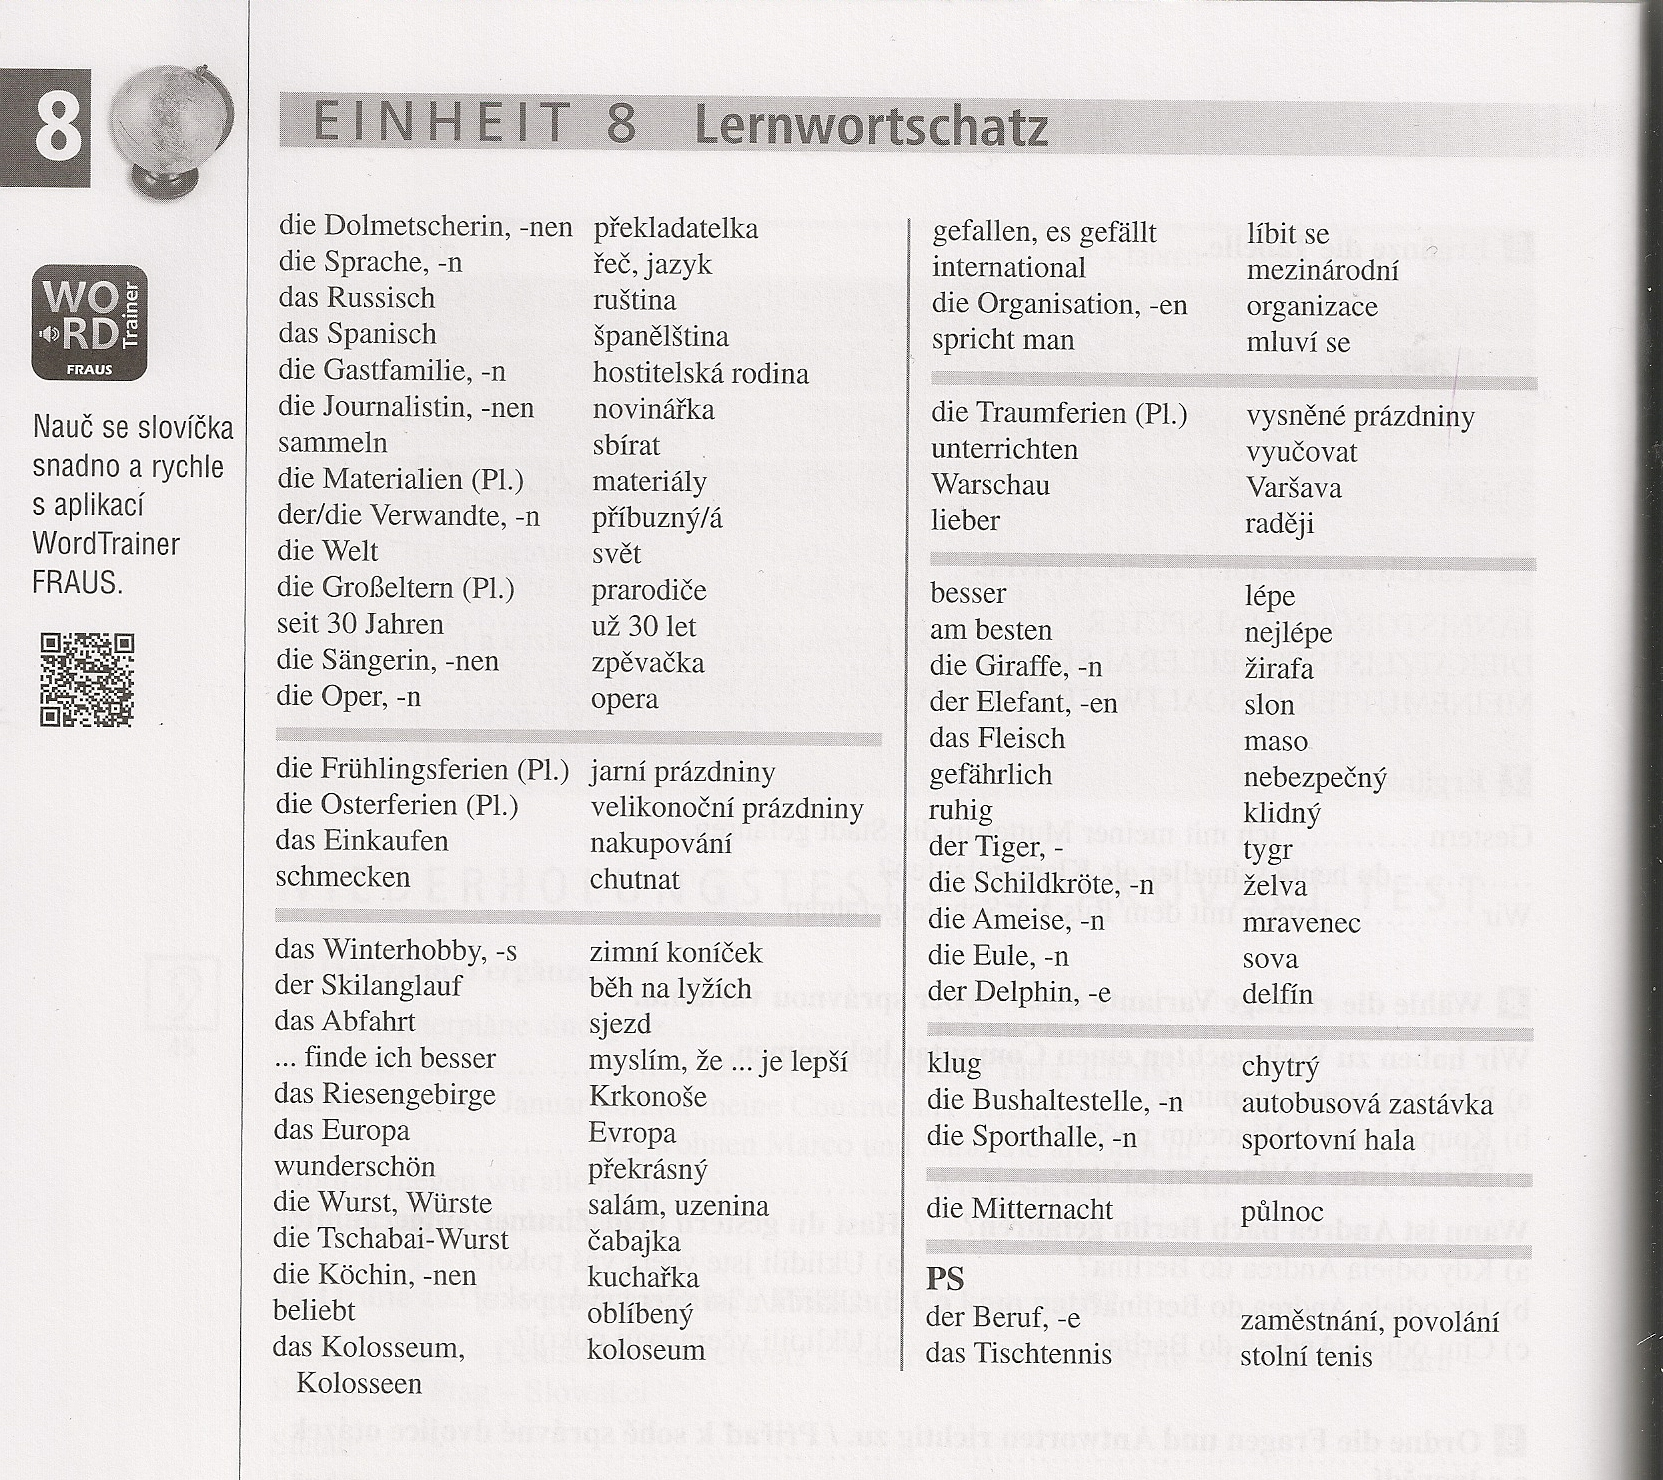 8
EINHEIT 8 Lernwortschatz
WO
RD
Trainer
FRAUS
Nauč se slovíčka
snadno a rychle
s aplikací
WordTrainer
FRAUS.
die Dolmetscherin, -nen překladatelka
die Sprache, -n řeč, jazyk
das Russisch ruština
das Spanisch španělština
die Gastfamilie, -n hostitelská rodina
die Journalistin, -nen novinářka
sammeln sbírat
die Materialien (Pl.) materiály
der/die Verwandte, -n příbuzný/á
die Welt svět
die Großeltern (Pl.) prarodiče
seit 30 Jahren už 30 let
die Sängerin, -nen zpěvačka
die Oper, -n opera
die Frühlingsferien (Pl.) jarní prázdniny
die Osterferien (Pl.) velikonoční prázdniny
das Einkaufen nakupování
schmecken chutnat
das Winterhobby, -s zimní koníček
der Skilanglauf běh na lyžích
das Abfahrt sjezd
... finde ich besser myslím, že ... je lepší
das Riesengebirge Krkonoše
das Europa Evropa
wunderschön překrásný
die Wurst, Würste salám, uzenina
die Tschabai-Wurst čabajka
die Köchin, -nen kuchařka
beliebt oblíbený
das Kolosseum, koloseum
Kolosseen
gefallen, es gefällt líbit se
international mezinárodní
die Organisation, -en organizace
spricht man mluví se
die Traumferien (Pl.) vysněné prázdniny
unterrichten vyučovat
Warschau Varšava
lieber raději
besser lépe
am besten nejlépe
die Giraffe, -n žirafa
der Elefant, -en slon
das Fleisch maso
gefährlich nebezpečný
ruhig klidný
der Tiger, - tygr
die Schildkröte, -n želva
die Ameise, -n mravenec
die Eule, -n sova
der Delphin, -e delfín
klug chytrý
die Bushaltestelle, -n autobusová zastávka
die Sporthalle, -n sportovní hala
die Mitternacht půlnoc
PS
der Beruf, -e zaměstnání, povolání
das Tischtennis stolní tenis